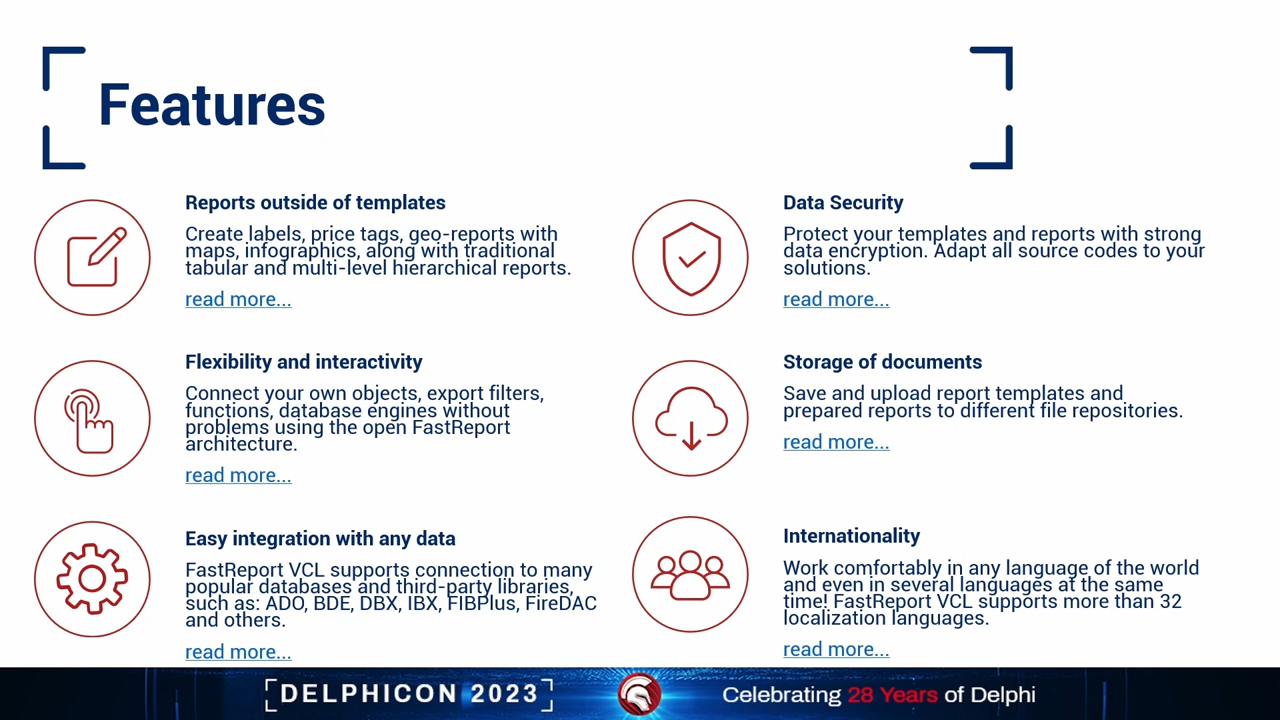 Features
Reports outside of templates
Create labels, price tags, geo-reports with
maps, infographics, along with traditional
tabular and multi-level hierarchical reports.
read more...
Flexibility and interactivity
Connect your own objects, export filters,
functions, database engines without
problems using the open FastReport
architecture.
read more...
Easy integration with any data
FastReport VCL supports connection to many
popular databases and third-party libraries,
such as: ADO, BDE, DBX, IBX, FIBPlus, FireDAC
and others.
read more...
Data Security
Protect your templates and reports with strong
data encryption. Adapt all source codes to your
solutions.
read more...
Storage of documents
Save and upload report templates and
prepared reports to different file repositories.
read more...
Internationality
Work comfortably in any language of the world
and even in several languages at the same
time! FastReport VCL supports more than 32
localization languages.
read more...
DELPHICON 2023
Celebrating 28 Years of Delphi